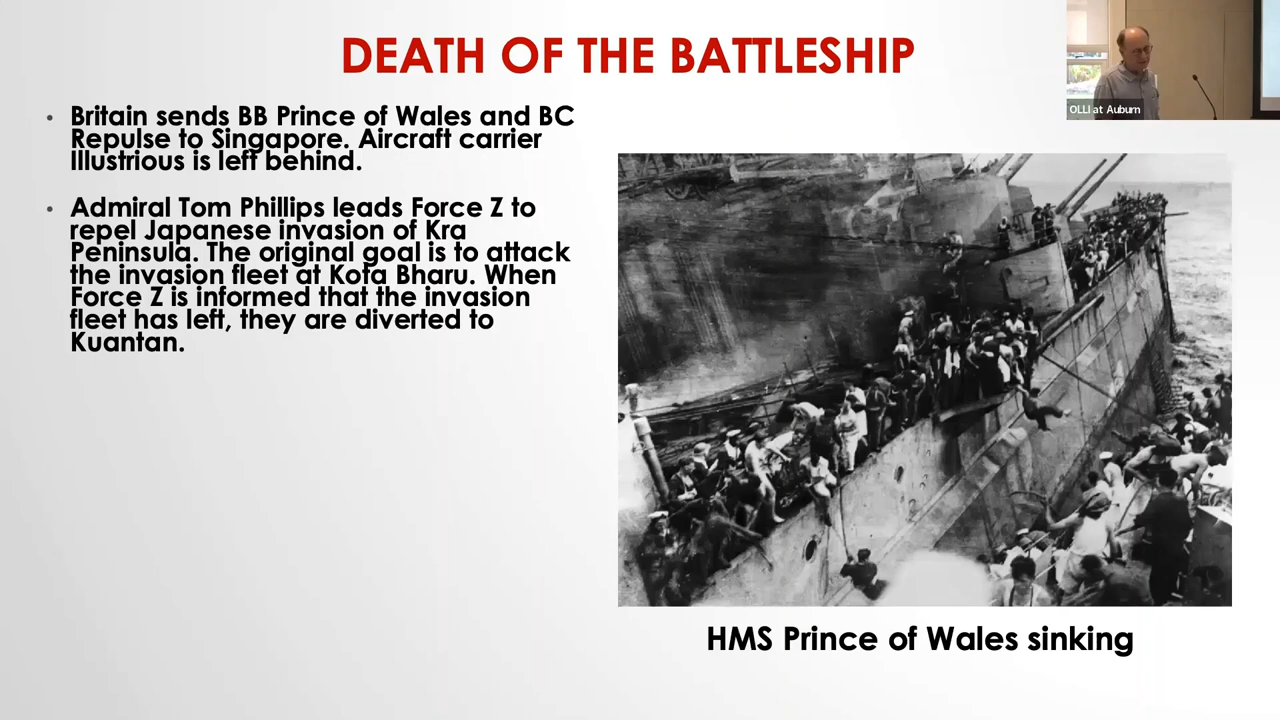 DEATH OF THE BATTLESHIP
OLLI at Auburn
• Britain sends BB Prince of Wales and BC
Repulse to Singapore. Aircraft carrier
Illustrious is left behind.
• Admiral Tom Phillips leads Force Z to
repel Japanese invasion of Kra
Peninsula. The original goal is to attack
the invasion fleet at Kota Bharu. When
Force Z is informed that the invasion
fleet has left, they are diverted to
Kuantan.
HMS Prince of Wales sinking